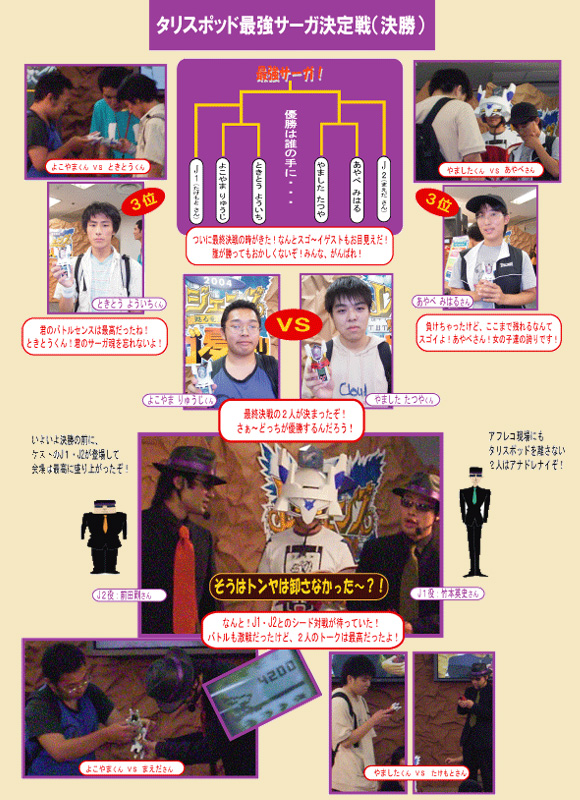 タリスポッド最強サーガ決定戦(決勝)
最強サーガ!
優勝は誰の手に・・・
J1(たけもと さん)
よこやま りゅうじ
ときとう よういち
やました たつや
あやべ みはる
J2(まえだ さん)
よこやまくん VS ときとうくん
やましたくん VS あやべさん
3位
3位
ついに最終決戦の時がきた!なんとスゴ~イゲストもお目見えだ!
誰が勝ってもおかしくないぞ!みんな、がんばれ!
ときとう よういちくん
あやべ みはるさん
君のバトルセンスは最高だったね!
ときとうくん!君のサーガ魂を忘れないよ!
負けちゃったけど、ここまで残れるなんて
スゴイよ!あやべさん!女の子達の誇りです!
2004
VS
Cloud
よこやま りゅうじくん
やました たつやくん
最終決戦の2人が決まったぞ!
さぁ~どっちが優勝するんだろう!
いよいよ決勝の前に、
ゲストのJ1・J2が登場して
会場は最高に盛り上がったぞ!
アフレコ現場にも
タリスポッドを離さない
2人はアナドレナイぞ!
そうはトンヤは卸さなかった~?!
J2役:前田剛さん
J1役:竹本英史さん
なんと!J1・J2とのシード対戦が待っていた!
バトルも激戦だったけど、2人のトークは最高だったよ!
4200
よこやまくん VS まえださん
やましたくん VS たけもとさん